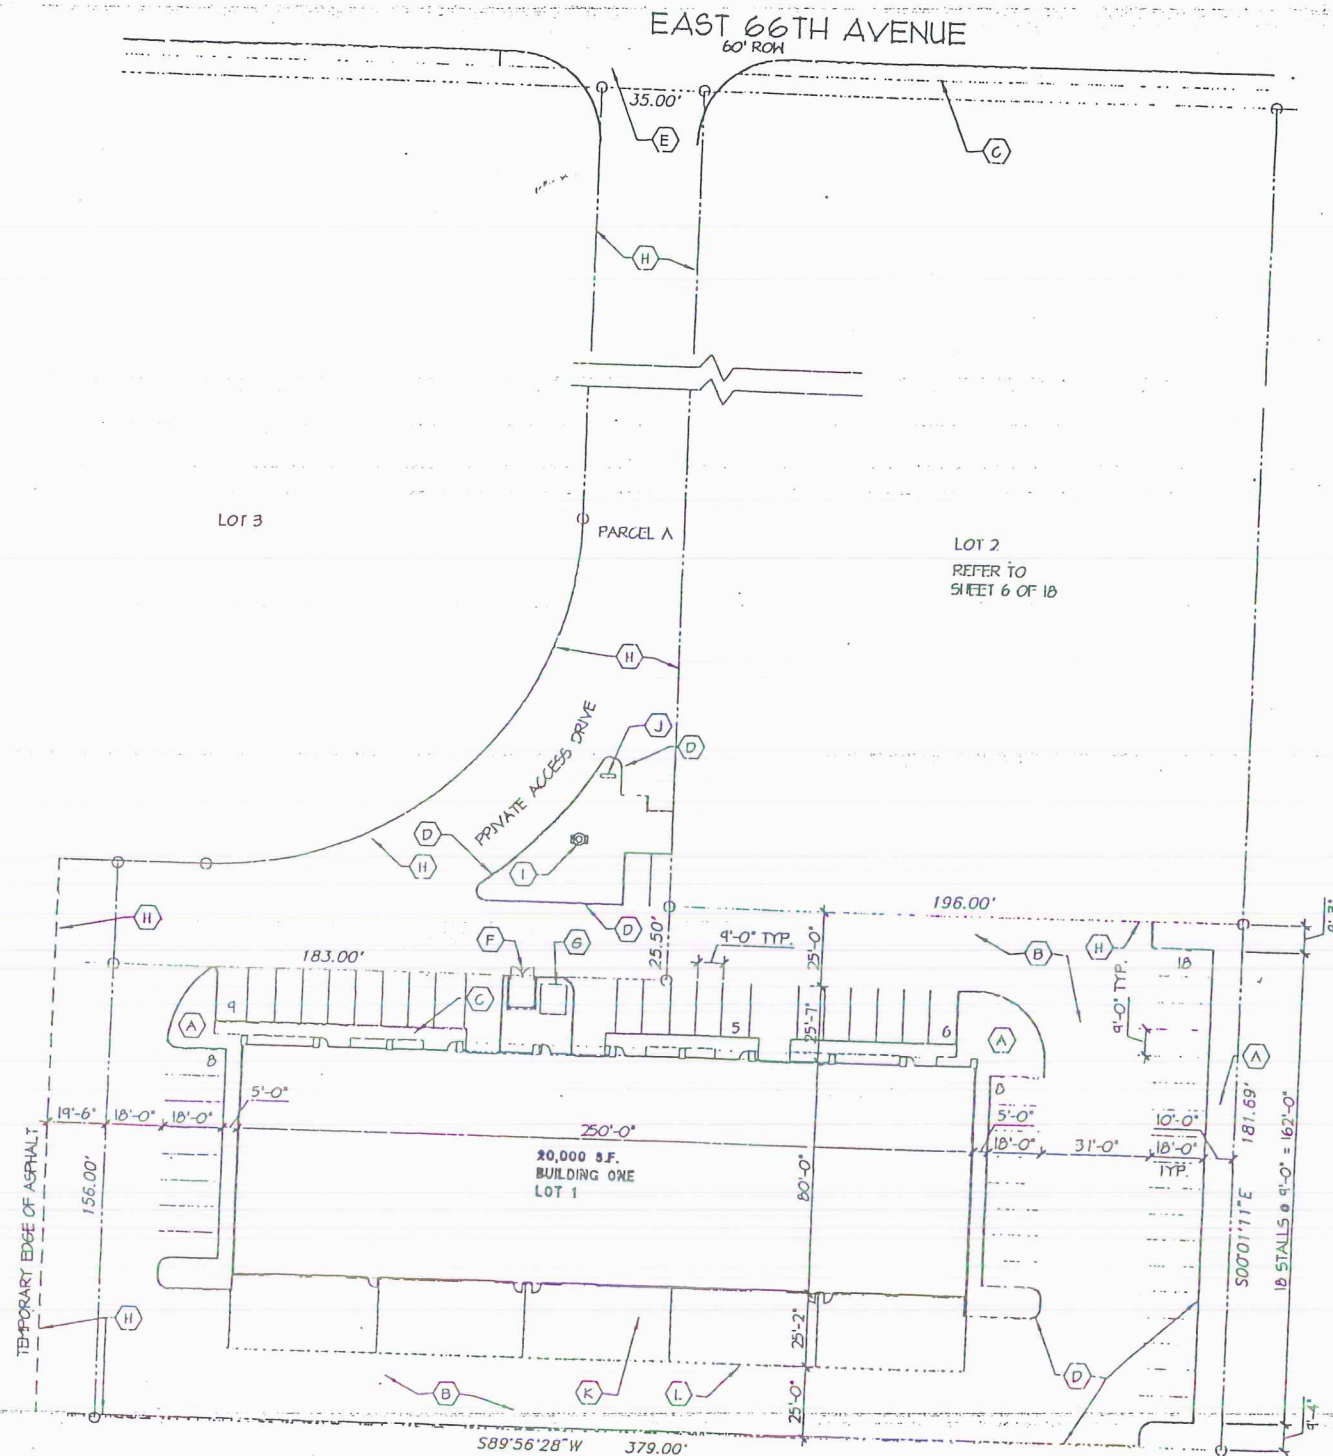 EAST 66TH AVENUE
60' ROW
35.00'
E
C
H
LOT 3
PARCEL A
LOT 2
REFER TO
SHEET 6 OF 18
H
J
D
PRIVATE ACCESS DRIVE
D
H
I
196.00'
H
D
F
G
25.50'
9'-0" TYP.
25'-0"
B
H
18
183.00'
9'-0" TYP.
C
9
A
5
25'-7"
6
A
A
8
8
19'-6"
18'-0"
18'-0"
5'-0"
250'-0"
5'-0"
18'-0"
31'-0"
10'-0"
18'-0"
TYP.
181.69'
20,000 S.F.
BUILDING ONE
LOT 1
80'-0"
156.00'
TEMPORARY EDGE OF ASPHALT
S00°01'11"E
18 STALLS @ 9'-0" = 162'-0"
H
25'-2"
B
K
L
D
25'-0"
9'-4"
S89°56'28"W 379.00'